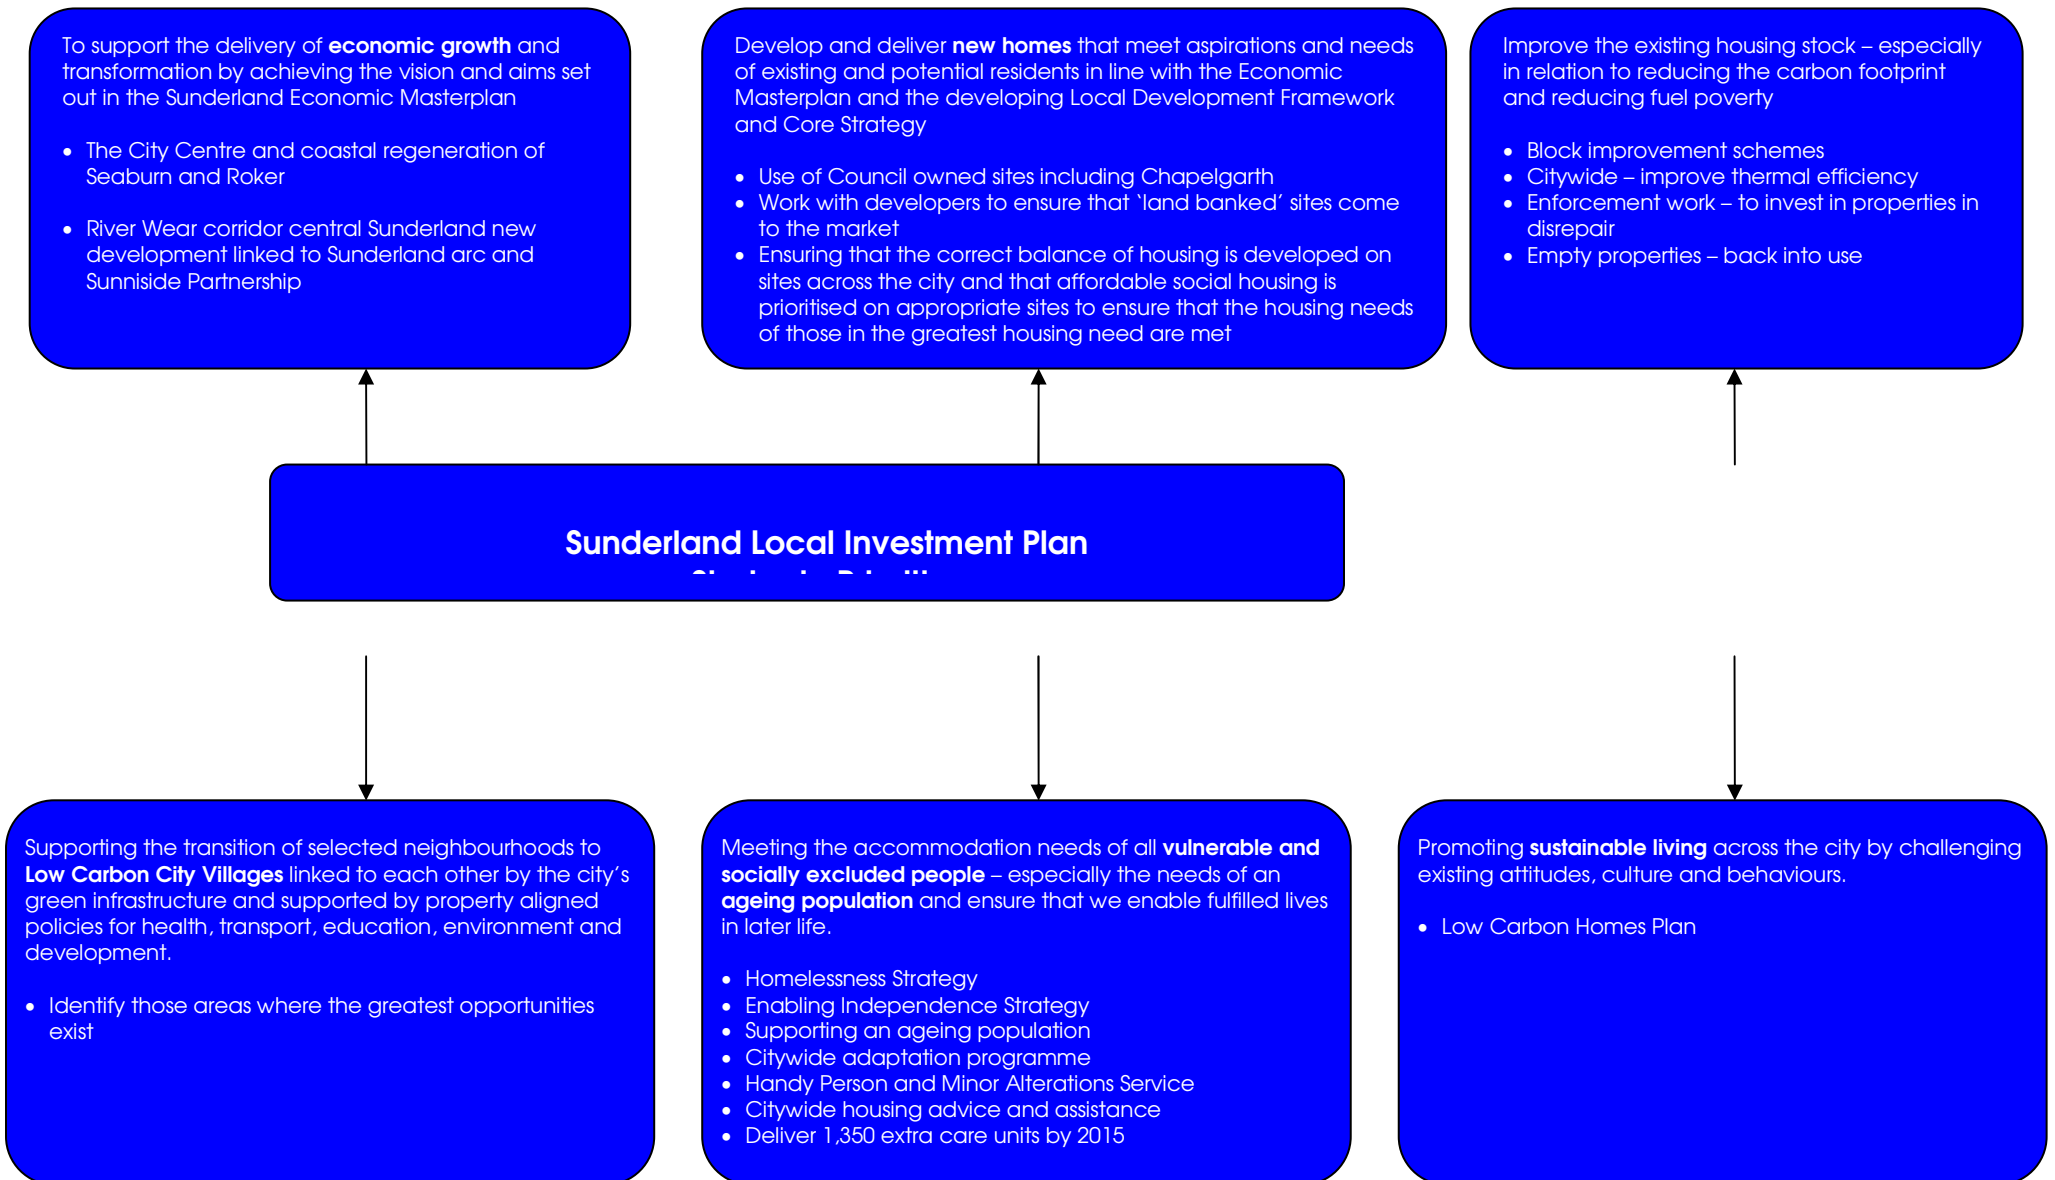 To support the delivery of economic growth and
transformation by achieving the vision and aims set
out in the Sunderland Economic Masterplan
• The City Centre and coastal regeneration of
Seaburn and Roker
• River Wear corridor central Sunderland new
development linked to Sunderland arc and
Sunniside Partnership
Develop and deliver new homes that meet aspirations and needs
of existing and potential residents in line with the Economic
Masterplan and the developing Local Development Framework
and Core Strategy
• Use of Council owned sites including Chapelgarth
• Work with developers to ensure that ‘land banked’ sites come
to the market
• Ensuring that the correct balance of housing is developed on
sites across the city and that affordable social housing is
prioritised on appropriate sites to ensure that the housing needs
of those in the greatest housing need are met
Improve the existing housing stock – especially
in relation to reducing the carbon footprint
and reducing fuel poverty
• Block improvement schemes
• Citywide – improve thermal efficiency
• Enforcement work – to invest in properties in
disrepair
• Empty properties – back into use
Sunderland Local Investment Plan
Supporting the transition of selected neighbourhoods to
Low Carbon City Villages linked to each other by the city’s
green infrastructure and supported by property aligned
policies for health, transport, education, environment and
development.
• Identify those areas where the greatest opportunities
exist
Meeting the accommodation needs of all vulnerable and
socially excluded people – especially the needs of an
ageing population and ensure that we enable fulfilled lives
in later life.
• Homelessness Strategy
• Enabling Independence Strategy
• Supporting an ageing population
• Citywide adaptation programme
• Handy Person and Minor Alterations Service
• Citywide housing advice and assistance
• Deliver 1,350 extra care units by 2015
Promoting sustainable living across the city by challenging
existing attitudes, culture and behaviours.
• Low Carbon Homes Plan